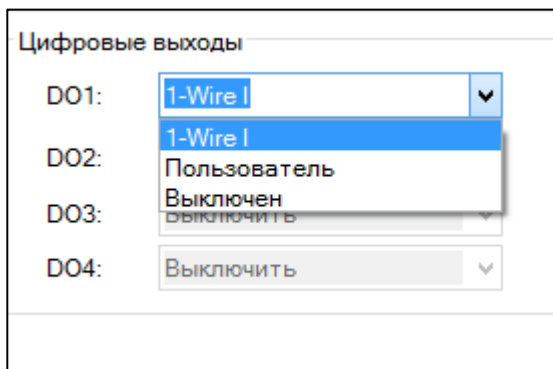 Цифровые выходы
DO1: 1-Wire I
1-Wire I
DO2:
Пользователь
Выключен
DO3: Выключить
DO4: Выключить